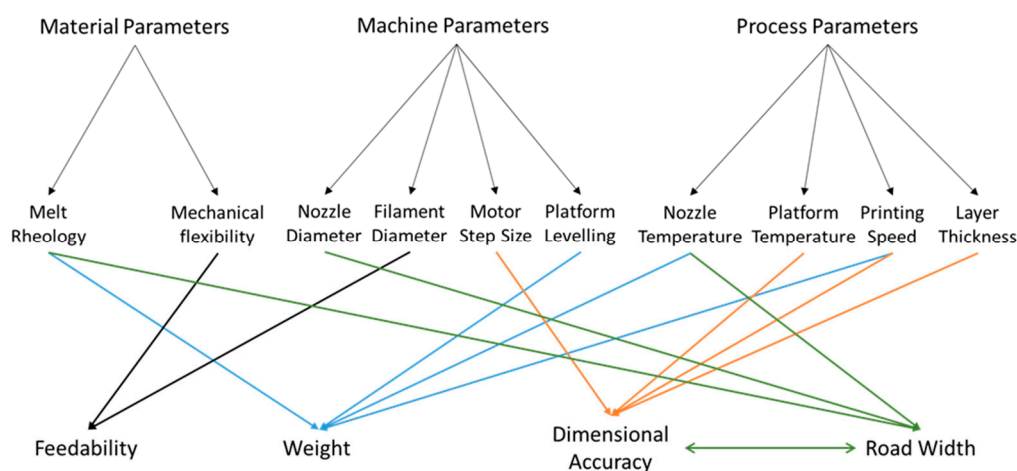 Material Parameters
Machine Parameters
Process Parameters
Melt
Rheology
Mechanical
flexibility
Nozzle
Diameter
Filament
Diameter
Motor
Step Size
Platform
Levelling
Nozzle
Temperature
Platform
Temperature
Printing
Speed
Layer
Thickness
Feedability
Weight
Dimensional
Accuracy
Road Width